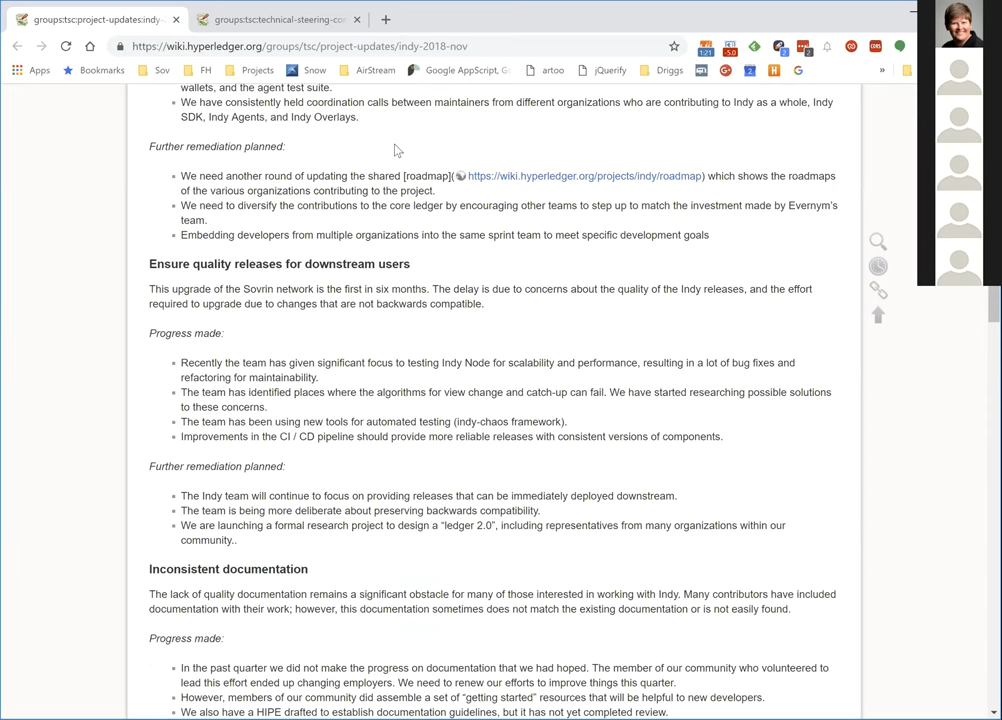 groups:tsc:project-updates:indy-
groups:tsc:technical-steering-co
https://wiki.hyperledger.org/groups/tsc/project-updates/indy-2018-nov
1:21
-5.0
2
2
CORS
Apps
Bookmarks
Sov
FH
Projects
Snow
AirStream
Google AppScript, G
artoo
jQuerify
Driggs
G+
2
H
G
»
wallets, and the agent test suite.
We have consistently held coordination calls between maintainers from different organizations who are contributing to Indy as a whole, Indy
SDK, Indy Agents, and Indy Overlays.
Further remediation planned:
We need another round of updating the shared [roadmap](https://wiki.hyperledger.org/projects/indy/roadmap) which shows the roadmaps
of the various organizations contributing to the project.
We need to diversify the contributions to the core ledger by encouraging other teams to step up to match the investment made by Evernym's
team.
Embedding developers from multiple organizations into the same sprint team to meet specific development goals
Ensure quality releases for downstream users
This upgrade of the Sovrin network is the first in six months. The delay is due to concerns about the quality of the Indy releases, and the effort
required to upgrade due to changes that are not backwards compatible.
Progress made:
Recently the team has given significant focus to testing Indy Node for scalability and performance, resulting in a lot of bug fixes and
refactoring for maintainability.
The team has identified places where the algorithms for view change and catch-up can fail. We have started researching possible solutions
to these concerns.
The team has been using new tools for automated testing (indy-chaos framework).
Improvements in the CI / CD pipeline should provide more reliable releases with consistent versions of components.
Further remediation planned:
The Indy team will continue to focus on providing releases that can be immediately deployed downstream.
The team is being more deliberate about preserving backwards compatibility.
We are launching a formal research project to design a "ledger 2.0", including representatives from many organizations within our
community..
Inconsistent documentation
The lack of quality documentation remains a significant obstacle for many of those interested in working with Indy. Many contributors have included
documentation with their work; however, this documentation sometimes does not match the existing documentation or is not easily found.
Progress made:
In the past quarter we did not make the progress on documentation that we had hoped. The member of our community who volunteered to
lead this effort ended up changing employers. We need to renew our efforts to improve things this quarter.
However, members of our community did assemble a set of "getting started" resources that will be helpful to new developers.
We also have a HIPE drafted to establish documentation guidelines, but it has not yet completed review.